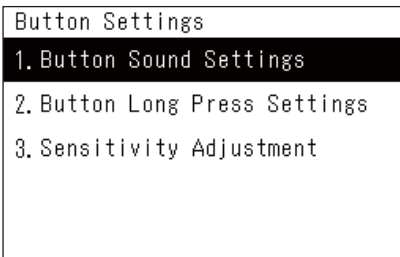 Button Settings
1. Button Sound Settings
2. Button Long Press Settings
3. Sensitivity Adjustment